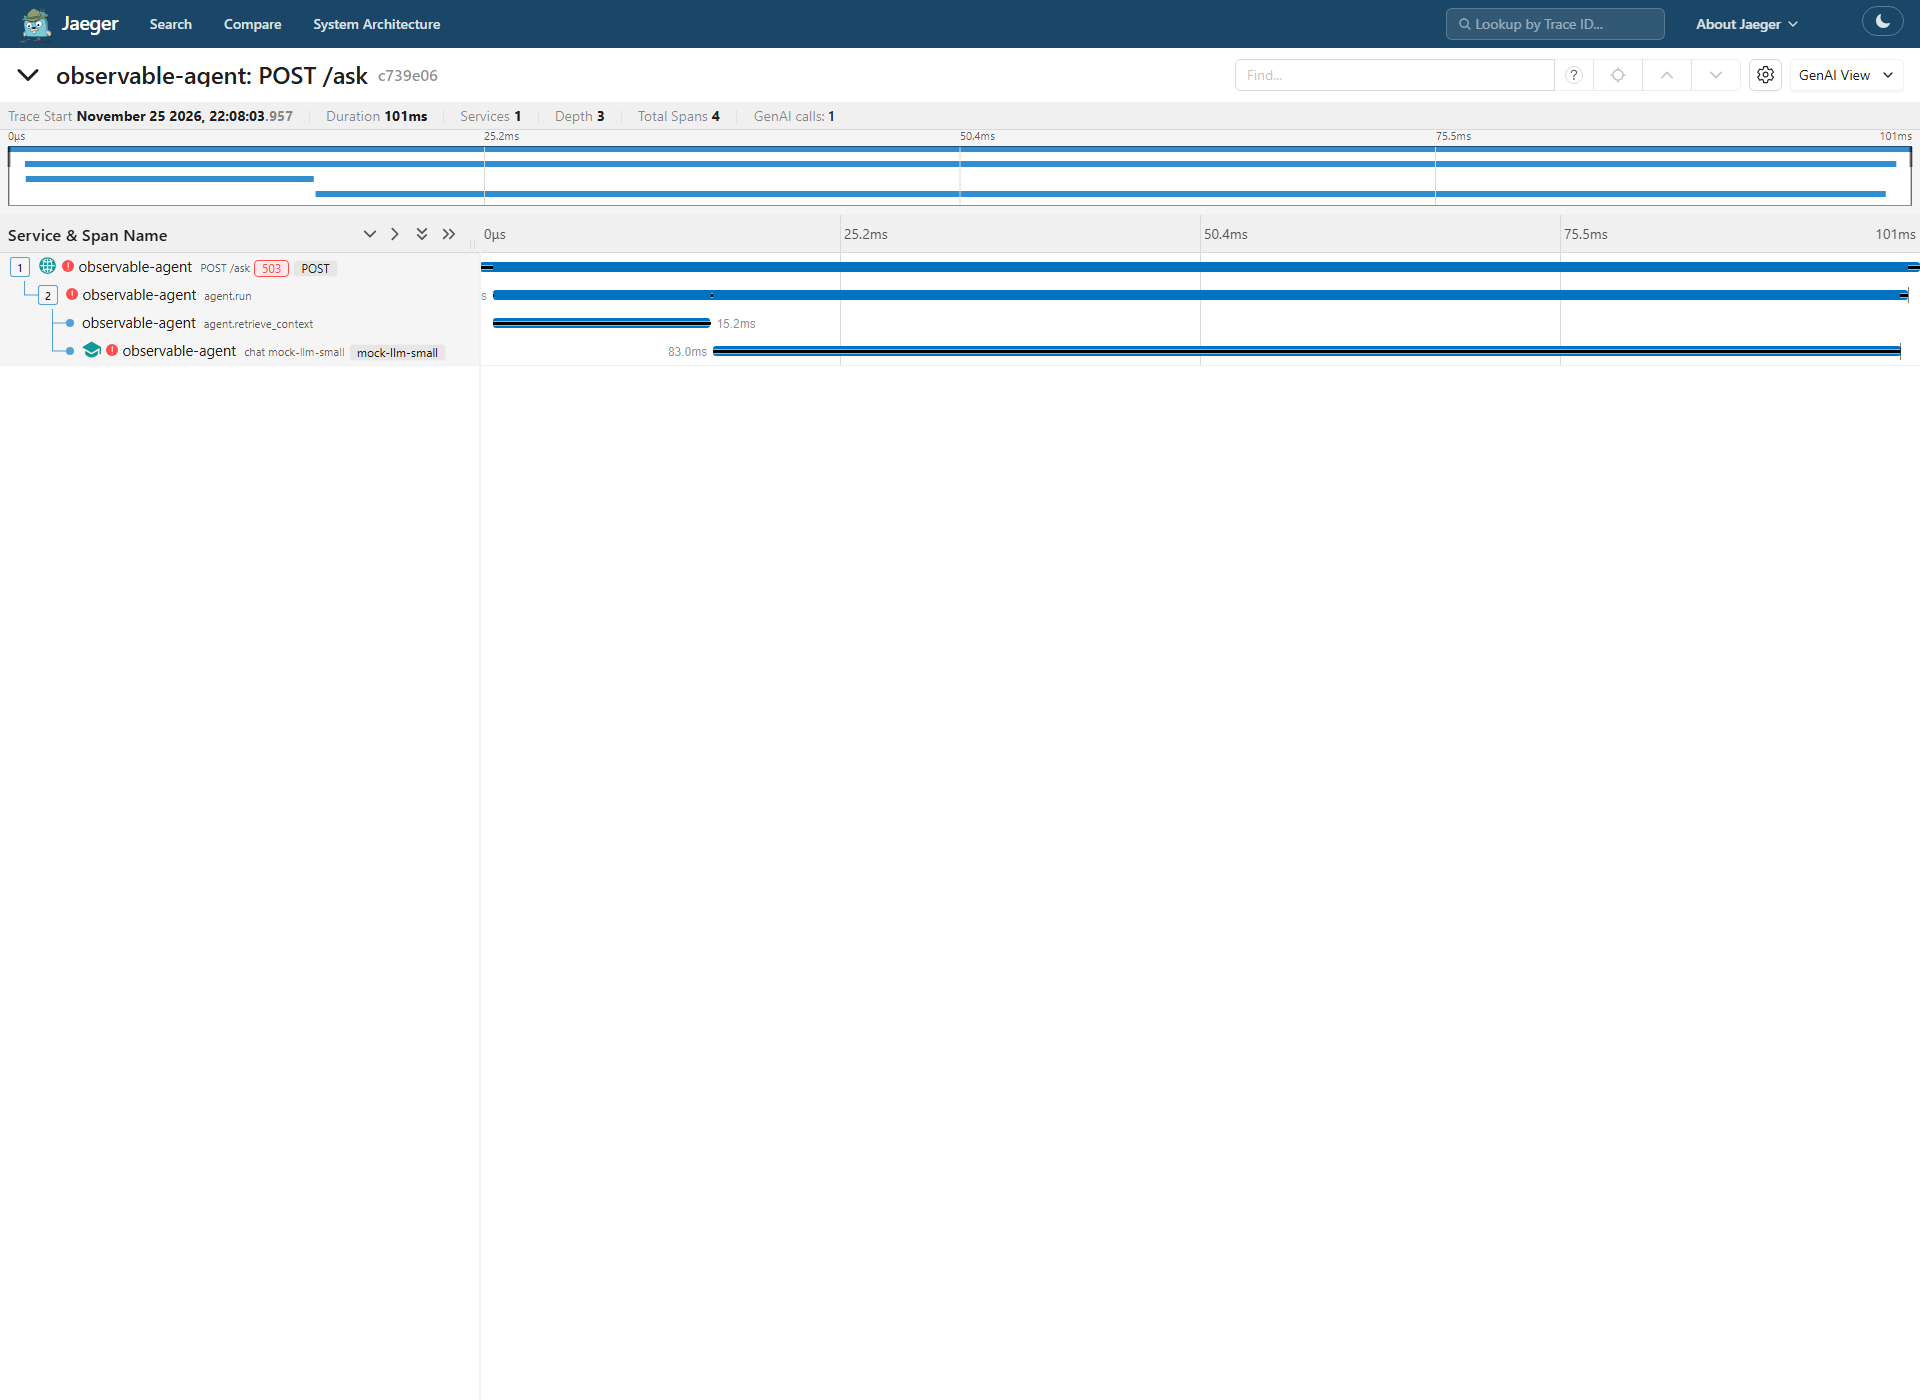 Jaeger Search Compare System Architecture Lookup by Trace ID... About Jaeger
observable-agent: POST /ask c739e06 Find... ? GenAI View
Trace Start November 25 2026, 22:08:03.957 Duration 101ms Services 1 Depth 3 Total Spans 4 GenAI calls: 1
0μs 25.2ms 50.4ms 75.5ms 101ms
Service & Span Name 0μs 25.2ms 50.4ms 75.5ms 101ms
1 observable-agent POST /ask 503 POST
2 observable-agent agent.run s
observable-agent agent.retrieve_context 15.2ms
observable-agent chat mock-llm-small mock-llm-small 83.0ms